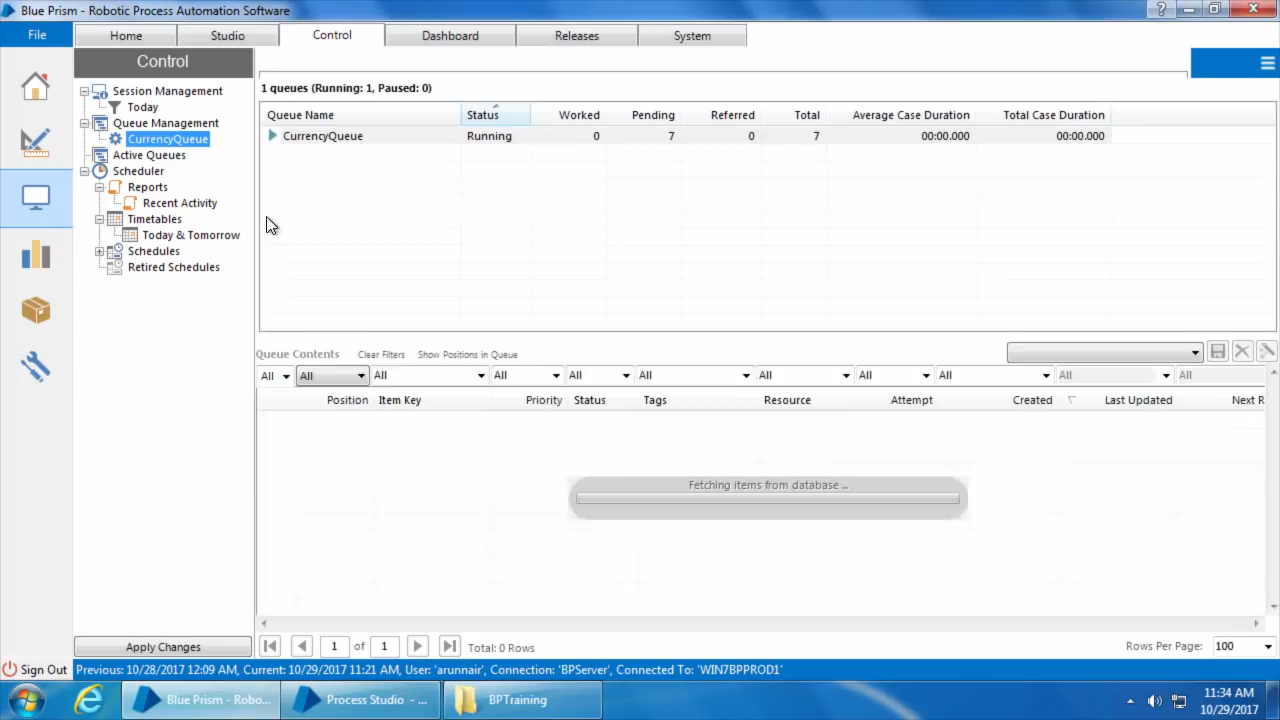 Blue Prism - Robotic Process Automation Software
?
File
Home
Studio
Control
Dashboard
Releases
System
Control
Session Management
Today
Queue Management
CurrencyQueue
Active Queues
Scheduler
Reports
Recent Activity
Timetables
Today & Tomorrow
Schedules
Retired Schedules
Apply Changes
1 queues (Running: 1, Paused: 0)
Queue Name Status Worked Pending Referred Total Average Case Duration Total Case Duration
CurrencyQueue Running 0 7 0 7 00:00.000 00:00.000
Queue Contents Clear Filters Show Positions in Queue
All All All All All All All All All All All
Position Item Key Priority Status Tags Resource Attempt Created Last Updated Next R
Fetching items from database ...
1 of 1 Total: 0 Rows Rows Per Page: 100
Sign Out Previous: 10/28/2017 12:09 AM, Current: 10/29/2017 11:21 AM, User: 'arunnair', Connection: 'BPServer', Connected To: 'WIN7BPPROD1'
Blue Prism - Robo...
Process Studio - ...
BPTraining
11:34 AM
10/29/2017